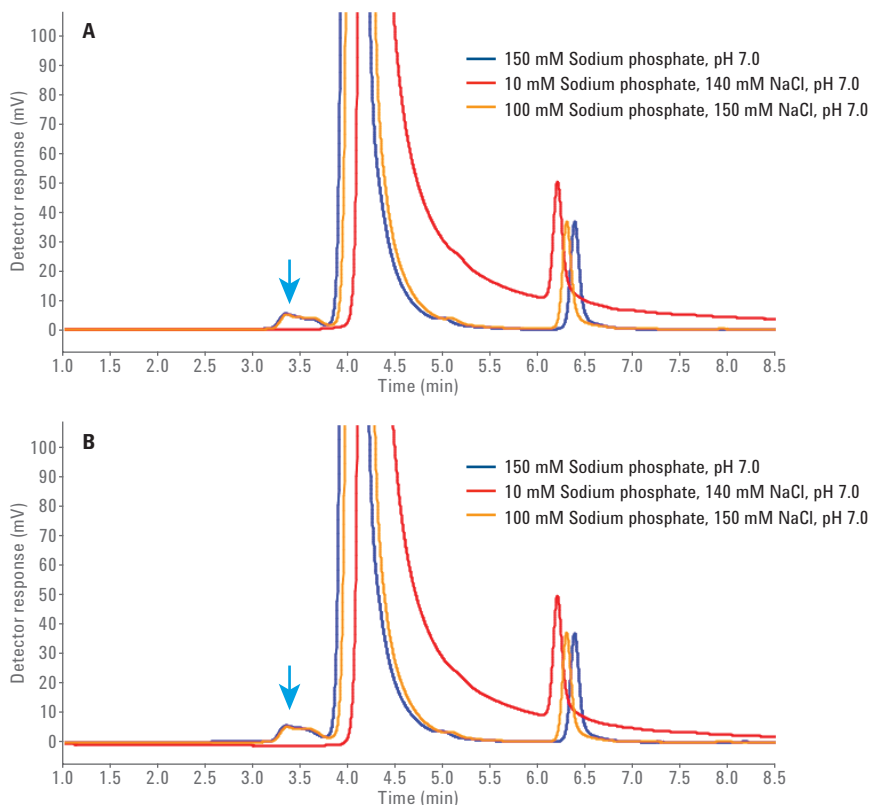 A
100
90
80
70
60
50
40
30
20
10
0
Detector response (mV)
150 mM Sodium phosphate, pH 7.0
10 mM Sodium phosphate, 140 mM NaCl, pH 7.0
100 mM Sodium phosphate, 150 mM NaCl, pH 7.0
1.0 1.5 2.0 2.5 3.0 3.5 4.0 4.5 5.0 5.5 6.0 6.5 7.0 7.5 8.0 8.5
Time (min)
B
100
90
80
70
60
50
40
30
20
10
0
Detector response (mV)
150 mM Sodium phosphate, pH 7.0
10 mM Sodium phosphate, 140 mM NaCl, pH 7.0
100 mM Sodium phosphate, 150 mM NaCl, pH 7.0
1.0 1.5 2.0 2.5 3.0 3.5 4.0 4.5 5.0 5.5 6.0 6.5 7.0 7.5 8.0 8.5
Time (min)